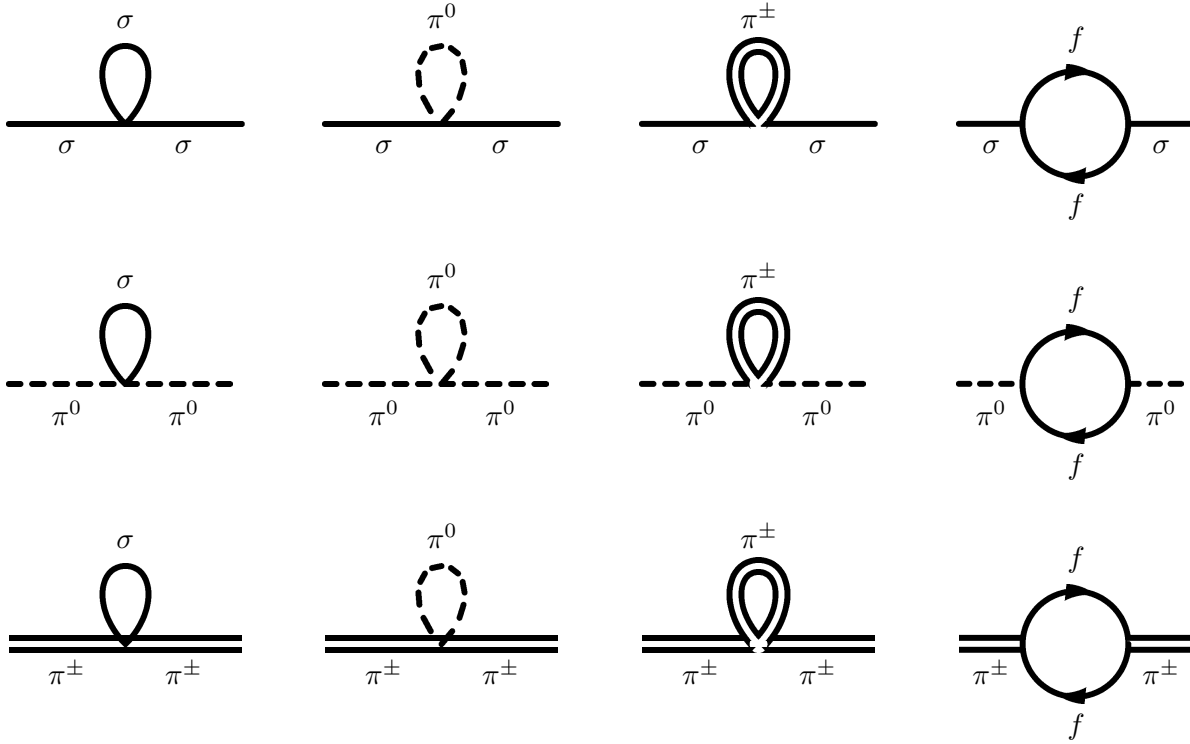 σ π⁰ π± f
σ σ σ σ σ σ σ σ
f
σ π⁰ π± f
π⁰ π⁰ π⁰ π⁰ π⁰ π⁰ π⁰ π⁰
f
σ π⁰ π± f
π± π± π± π± π± π± π± π±
f